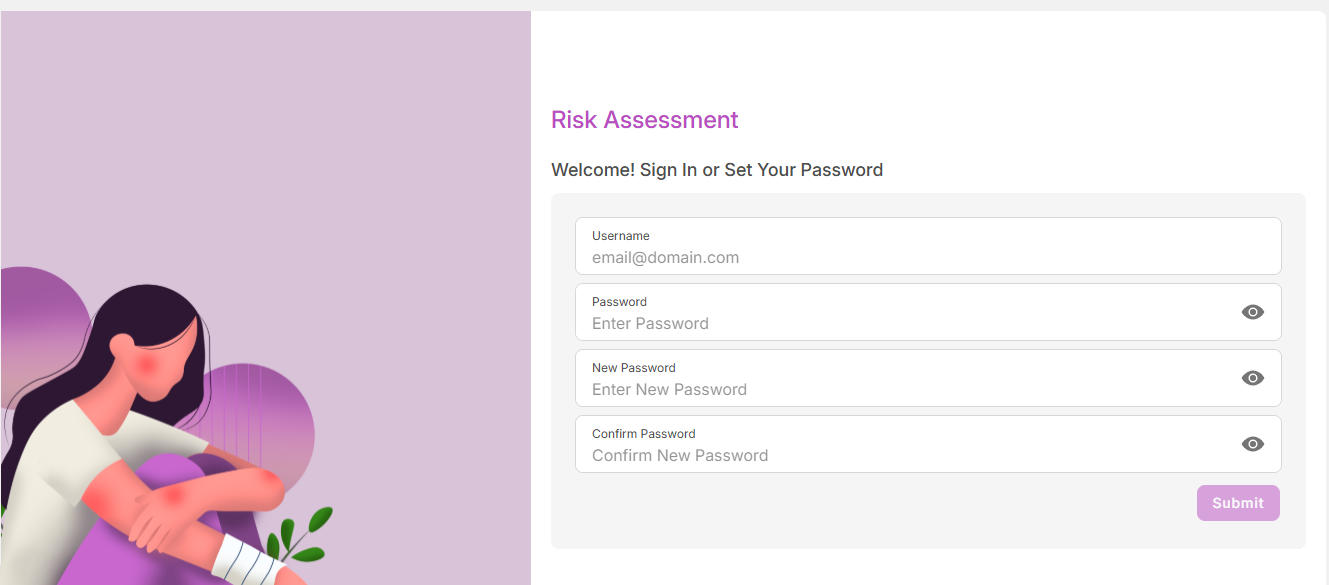 Risk Assessment
Welcome! Sign In or Set Your Password
Username
email@domain.com
Password
Enter Password
New Password
Enter New Password
Confirm Password
Confirm New Password
Submit